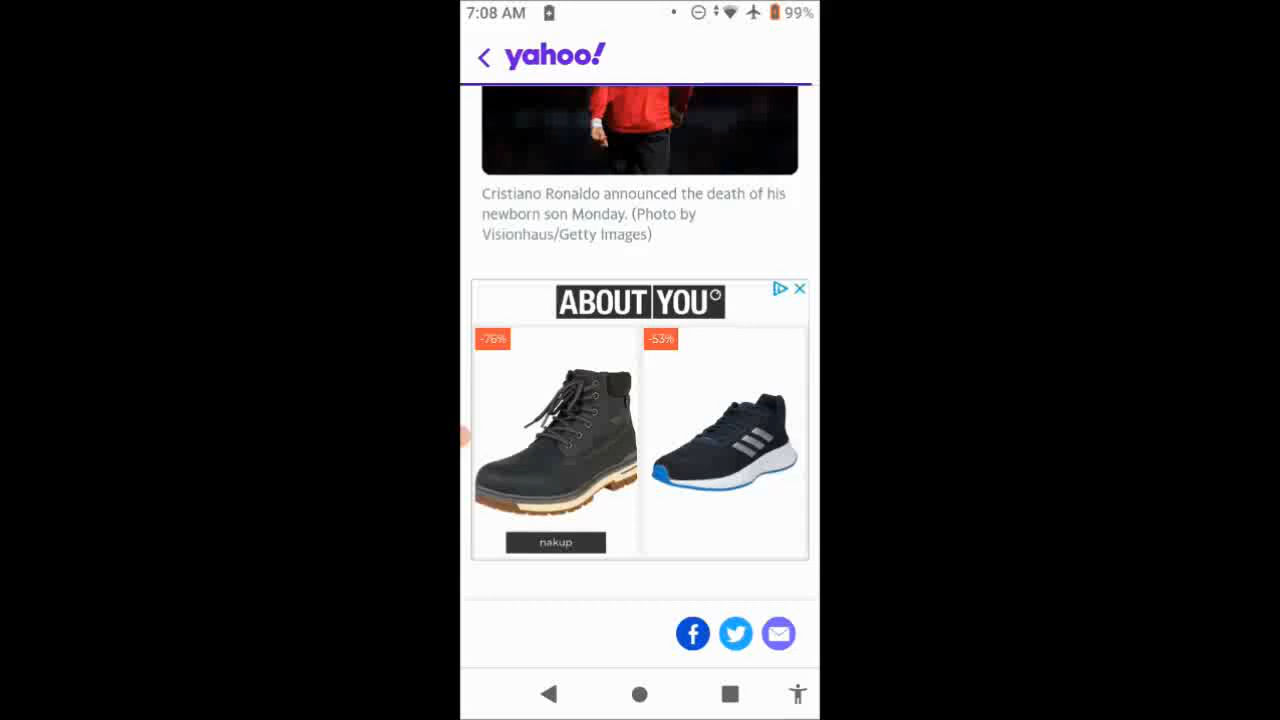 7:08 AM
99%
yahoo!
Cristiano Ronaldo announced the death of his
newborn son Monday. (Photo by
Visionhaus/Getty Images)
ABOUT YOU
-76%
-53%
nakup